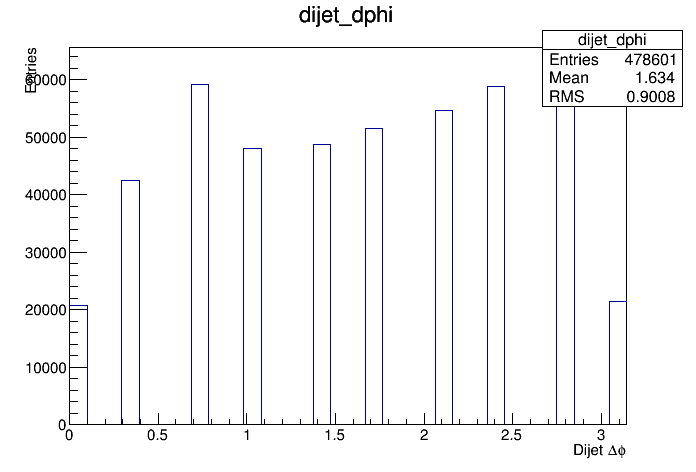 dijet_dphi
dijet_dphi
Entries 478601
Mean 1.634
RMS 0.9008
Entries
60000
50000
40000
30000
20000
10000
0
0 0.5 1 1.5 2 2.5 3
Dijet Δϕ